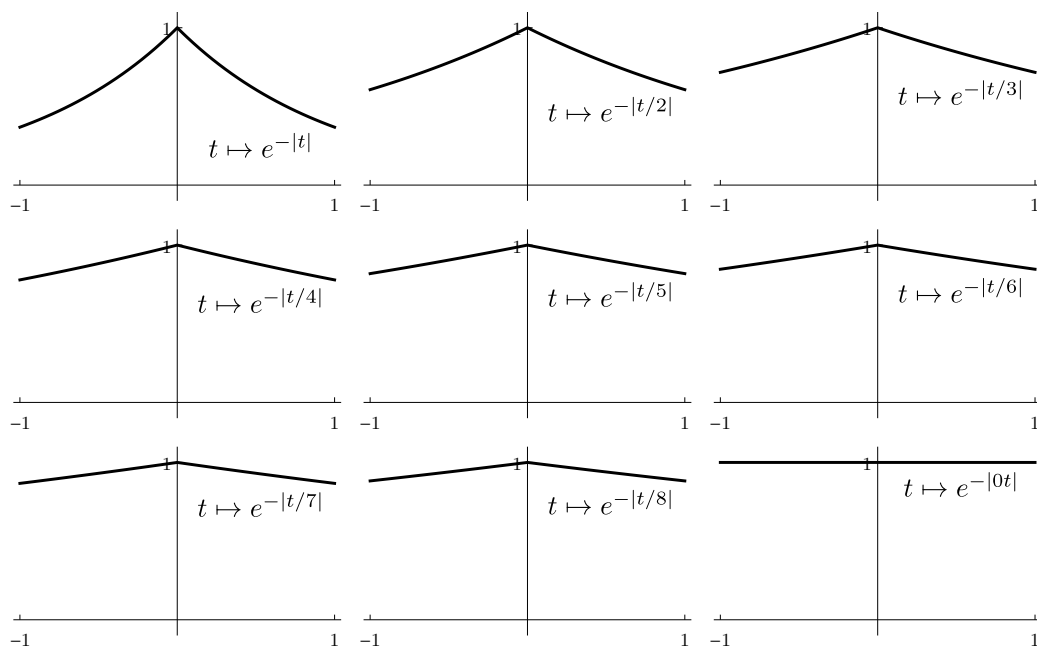 1 1 1
t ↦ e^{−|t|} t ↦ e^{−|t/2|} t ↦ e^{−|t/3|}
−1 1 −1 1 −1 1
1 1 1
t ↦ e^{−|t/4|} t ↦ e^{−|t/5|} t ↦ e^{−|t/6|}
−1 1 −1 1 −1 1
1 1 1
t ↦ e^{−|t/7|} t ↦ e^{−|t/8|} t ↦ e^{−|0t|}
−1 1 −1 1 −1 1